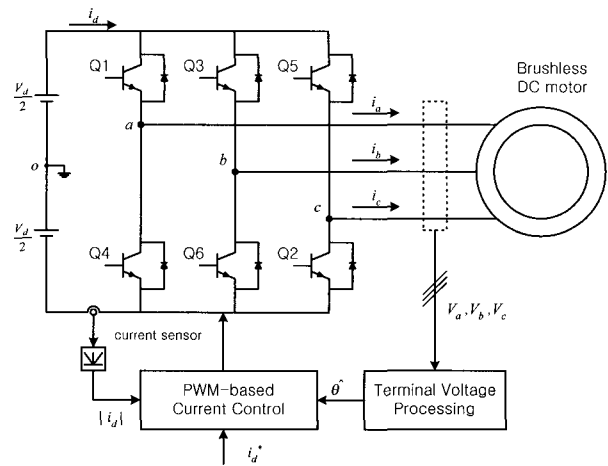 i_d
Q1
Q3
Q5
Brushless
DC motor
V_d
2
i_a
a
i_b
o
b
i_c
c
V_d
2
Q4
Q6
Q2
V_a , V_b , V_c
current sensor
|i_d|
PWM-based
Current Control
θ^
Terminal Voltage
Processing
i_d*